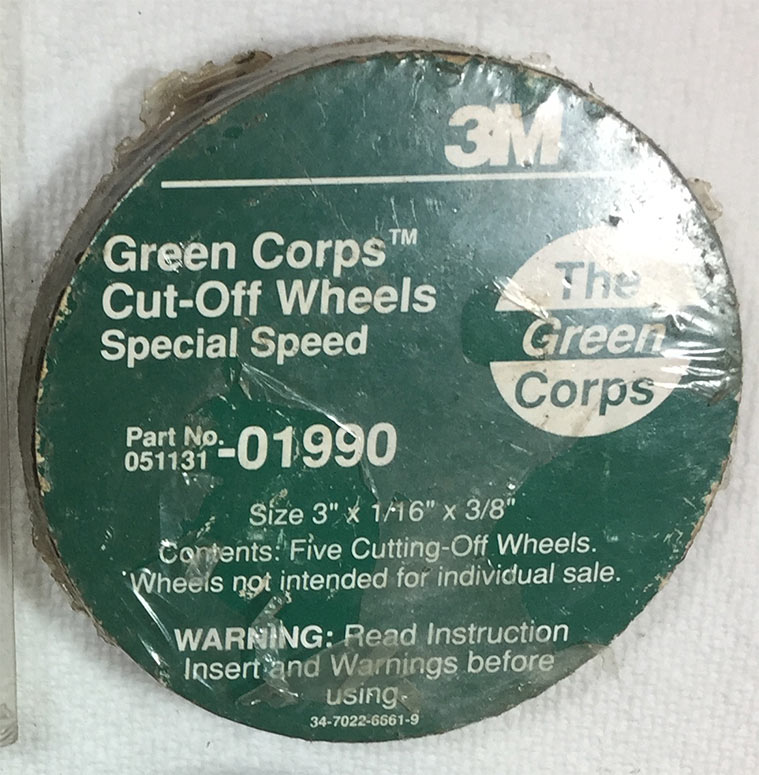 3M
Green Corps™
Cut-Off Wheels
Special Speed
The
Green
Corps
Part No.
051131 -01990
Size 3" x 1/16" x 3/8"
Contents: Five Cutting-Off Wheels.
Wheels not intended for individual sale.
WARNING: Read Instruction
Insert and Warnings before
using.
34-7022-6661-9